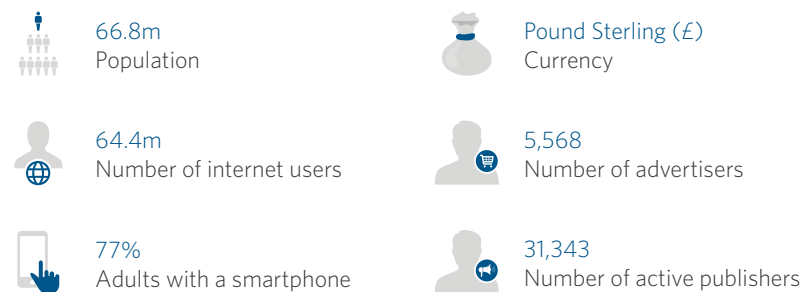 66.8m
Population
Pound Sterling (£)
Currency
64.4m
Number of internet users
5,568
Number of advertisers
77%
Adults with a smartphone
31,343
Number of active publishers